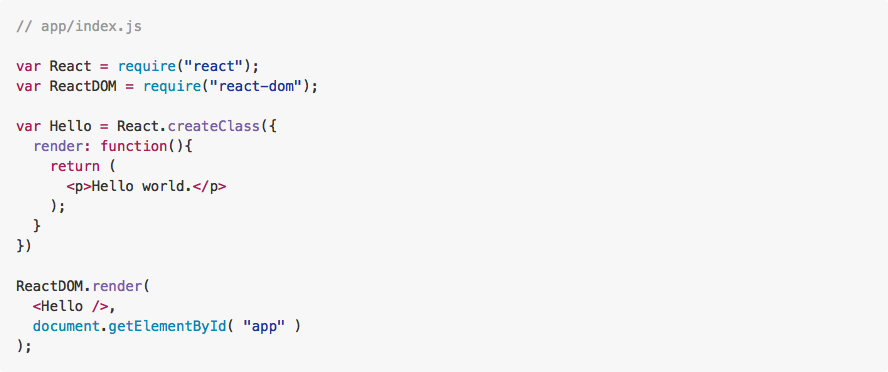 // app/index.js

var React = require("react");
var ReactDOM = require("react-dom");

var Hello = React.createClass({
  render: function(){
    return (
      <p>Hello world.</p>
    );
  }
})

ReactDOM.render(
  <Hello />,
  document.getElementById( "app" )
);